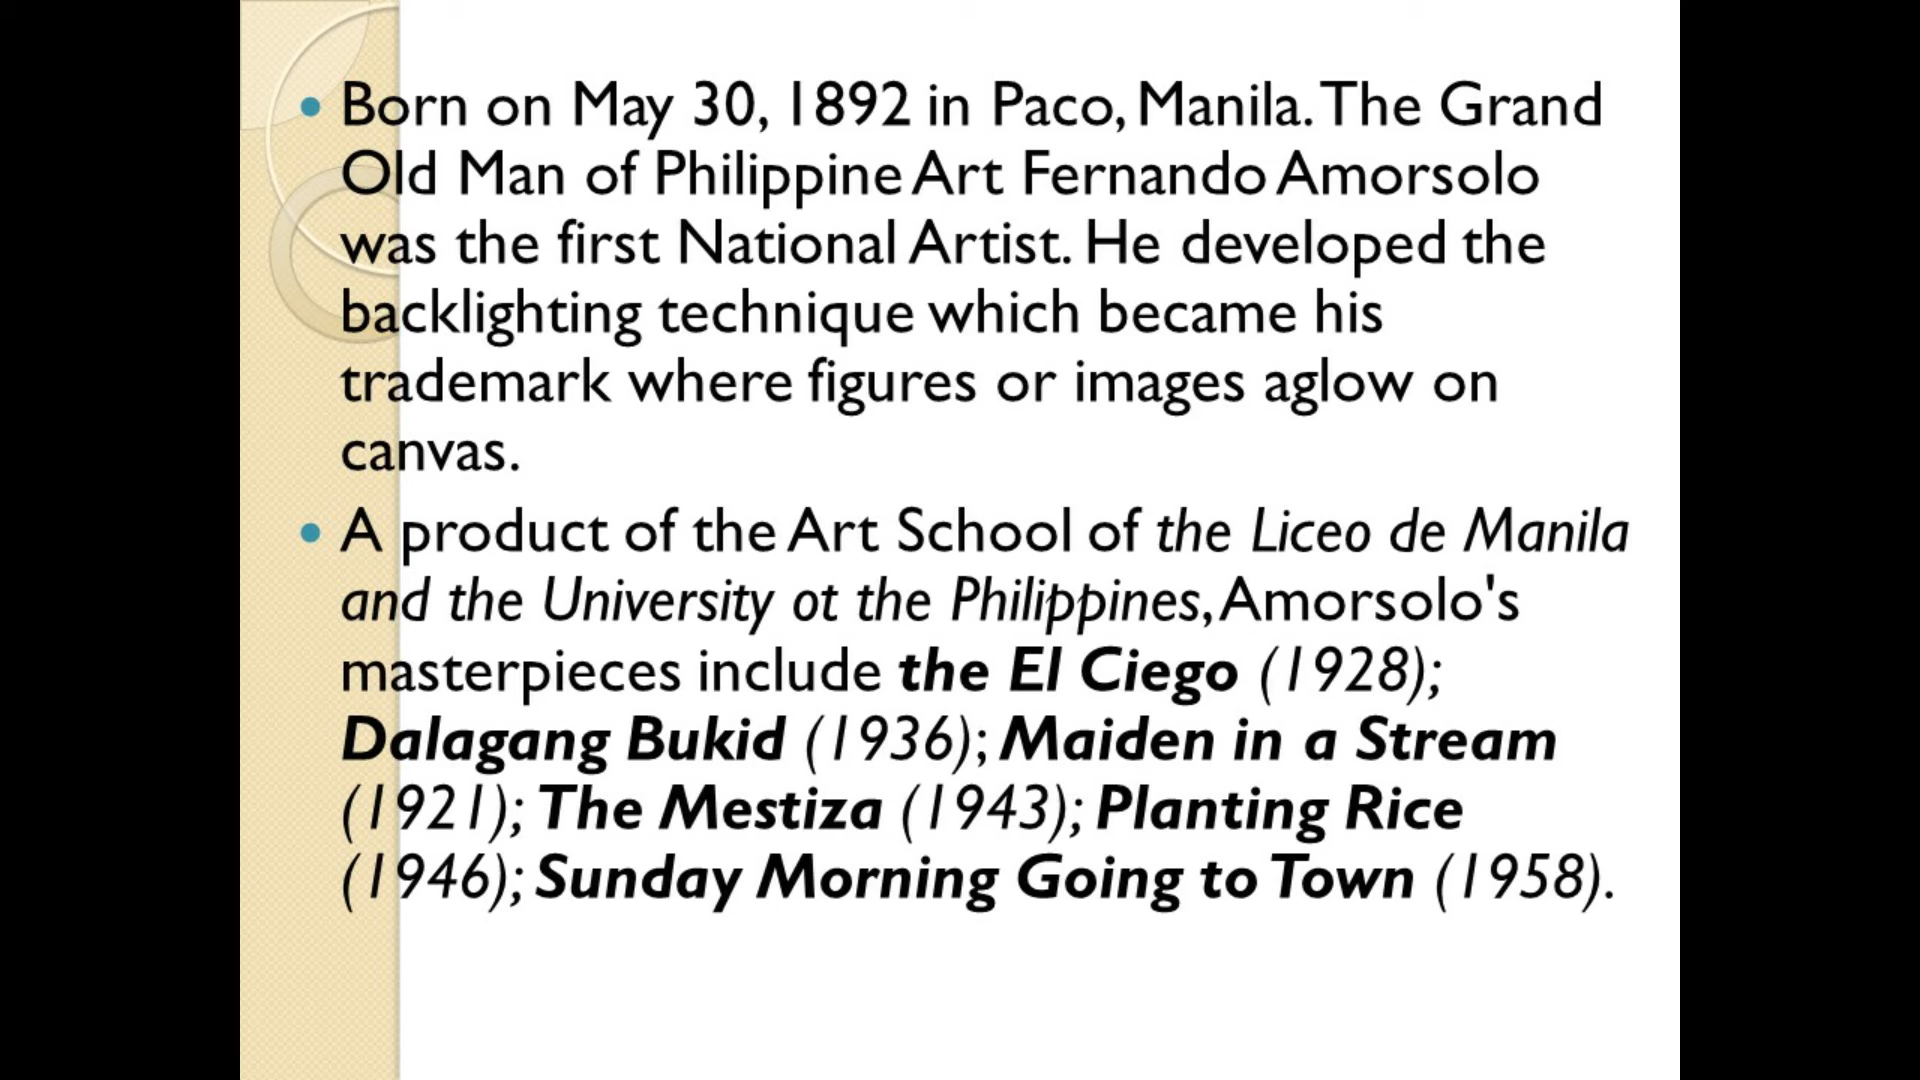 Born on May 30, 1892 in Paco, Manila. The Grand
Old Man of Philippine Art Fernando Amorsolo
was the first National Artist. He developed the
backlighting technique which became his
trademark where figures or images aglow on
canvas.
A product of the Art School of the Liceo de Manila
and the University ot the Philippines, Amorsolo's
masterpieces include the El Ciego (1928);
Dalagang Bukid (1936); Maiden in a Stream
(1921); The Mestiza (1943); Planting Rice
(1946); Sunday Morning Going to Town (1958).